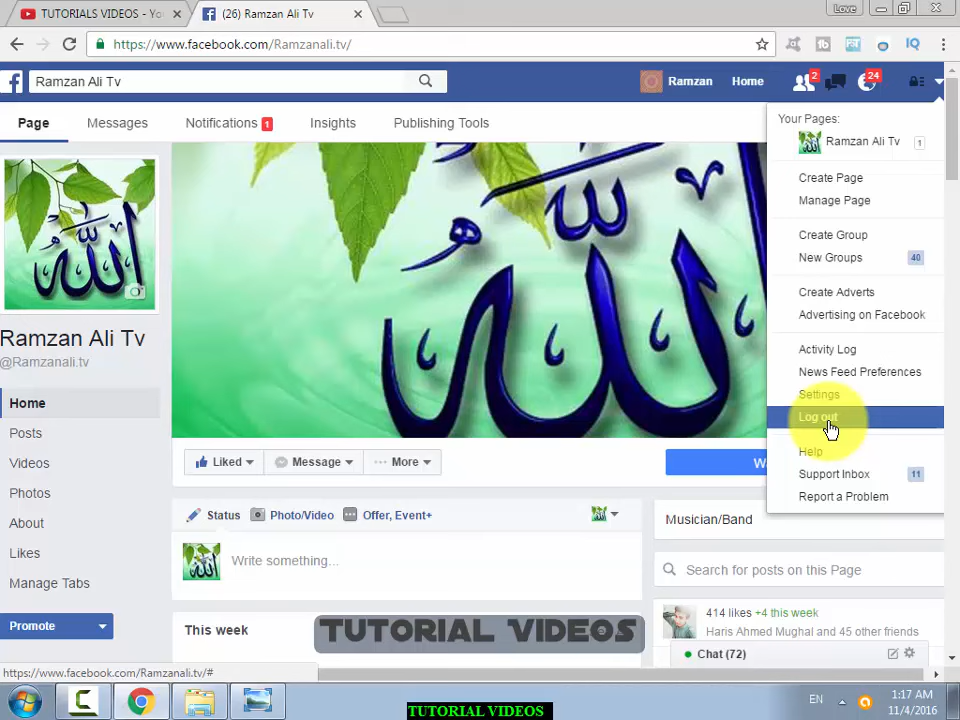 TUTORIALS VIDEOS - Yo
(26) Ramzan Ali Tv
Love
https://www.facebook.com/Ramzanali.tv/
IQ
Ramzan Ali Tv
Ramzan
Home
2
24
Page
Messages
Notifications 1
Insights
Publishing Tools
Your Pages:
Ramzan Ali Tv 1
Create Page
Manage Page
Create Group
New Groups 40
Create Adverts
Advertising on Facebook
Activity Log
News Feed Preferences
Settings
Log out
Help
Support Inbox 11
Report a Problem
الله
الله
Ramzan Ali Tv
@Ramzanali.tv
Home
Posts
Videos
Photos
About
Likes
Manage Tabs
Promote
Liked
Message
More
Status
Photo/Video
Offer, Event+
Write something...
This week
Musician/Band
Search for posts on this Page
414 likes +4 this week
Haris Ahmed Mughal and 45 other friends
Chat (72)
TUTORIAL VIDEOS
https://www.facebook.com/Ramzanali.tv/#
TUTORIAL VIDEOS
EN
1:17 AM
11/4/2016